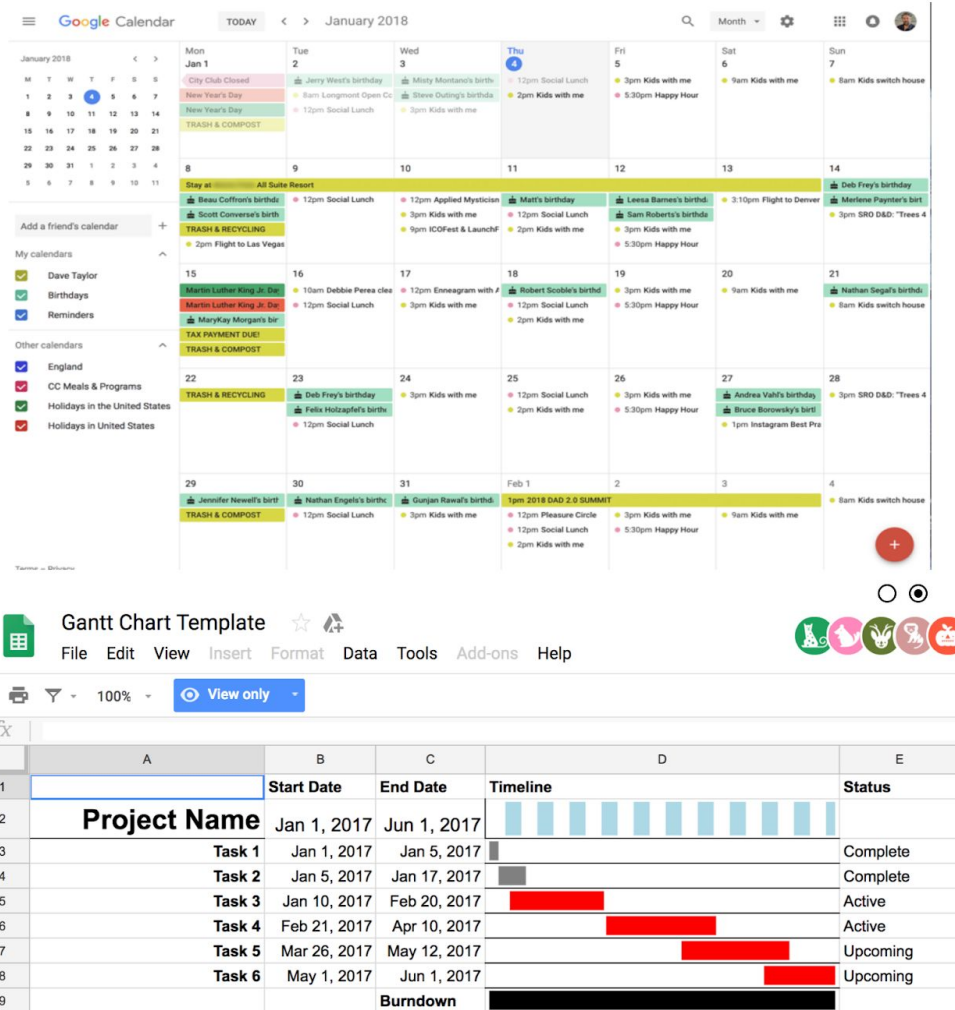 Google Calendar TODAY < > January 2018 Month
January 2018 < >
M T W T F S S
1 2 3 4 5 6 7
8 9 10 11 12 13 14
15 16 17 18 19 20 21
22 23 24 25 26 27 28
29 30 31 1 2 3 4
5 6 7 8 9 10 11
Add a friend's calendar +
My calendars
Dave Taylor
Birthdays
Reminders
Other calendars
England
CC Meals & Programs
Holidays in the United States
Holidays in United States
Terms – Privacy
Mon Tue Wed Thu Fri Sat Sun
Jan 1 2 3 4 5 6 7
City Club Closed Jerry West's birthday Misty Montano's birth 12pm Social Lunch 3pm Kids with me 9am Kids with me 8am Kids switch house
New Year's Day 8am Longmont Open Cc Steve Outing's birthda 2pm Kids with me 5:30pm Happy Hour
New Year's Day 12pm Social Lunch 3pm Kids with me
TRASH & COMPOST
8 9 10 11 12 13 14
Stay at All Suite Resort Deb Frey's birthday
Beau Coffron's birthda 12pm Social Lunch 12pm Applied Mysticisn Matt's birthday Leesa Barnes's birthda 3:10pm Flight to Denver Merlene Paynter's birt
Scott Converse's birth 3pm Kids with me 12pm Social Lunch Sam Roberts's birthda 3pm SRO D&D: "Trees 4
TRASH & RECYCLING 9pm ICOFest & LaunchF 2pm Kids with me 3pm Kids with me
2pm Flight to Las Vegas 5:30pm Happy Hour
15 16 17 18 19 20 21
Martin Luther King Jr. Day 10am Debbie Perea clea 12pm Enneagram with A Robert Scoble's birthd 3pm Kids with me 9am Kids with me Nathan Segal's birthda
Martin Luther King Jr. Day 12pm Social Lunch 3pm Kids with me 12pm Social Lunch 5:30pm Happy Hour 8am Kids switch house
MaryKay Morgan's bir 2pm Kids with me
TAX PAYMENT DUE!
TRASH & COMPOST
22 23 24 25 26 27 28
TRASH & RECYCLING Deb Frey's birthday 3pm Kids with me 12pm Social Lunch 3pm Kids with me Andrea Vahl's birthday 3pm SRO D&D: "Trees 4
Felix Holzapfel's birthc 2pm Kids with me 5:30pm Happy Hour Bruce Borowsky's birtl
12pm Social Lunch 1pm Instagram Best Pra
29 30 31 Feb 1 2 3 4
Jennifer Newell's birth Nathan Engels's birthc Gunjan Rawal's birthd 1pm 2018 DAD 2.0 SUMMIT 8am Kids switch house
TRASH & COMPOST 12pm Social Lunch 3pm Kids with me 12pm Pleasure Circle 3pm Kids with me 9am Kids with me
12pm Social Lunch 5:30pm Happy Hour
2pm Kids with me
+
Gantt Chart Template
File Edit View Insert Format Data Tools Add-ons Help
100% View only
fx
A B C D E
1 Start Date End Date Timeline Status
2 Project Name Jan 1, 2017 Jun 1, 2017
3 Task 1 Jan 1, 2017 Jan 5, 2017 Complete
4 Task 2 Jan 5, 2017 Jan 17, 2017 Complete
5 Task 3 Jan 10, 2017 Feb 20, 2017 Active
6 Task 4 Feb 21, 2017 Apr 10, 2017 Active
7 Task 5 Mar 26, 2017 May 12, 2017 Upcoming
8 Task 6 May 1, 2017 Jun 1, 2017 Upcoming
9 Burndown